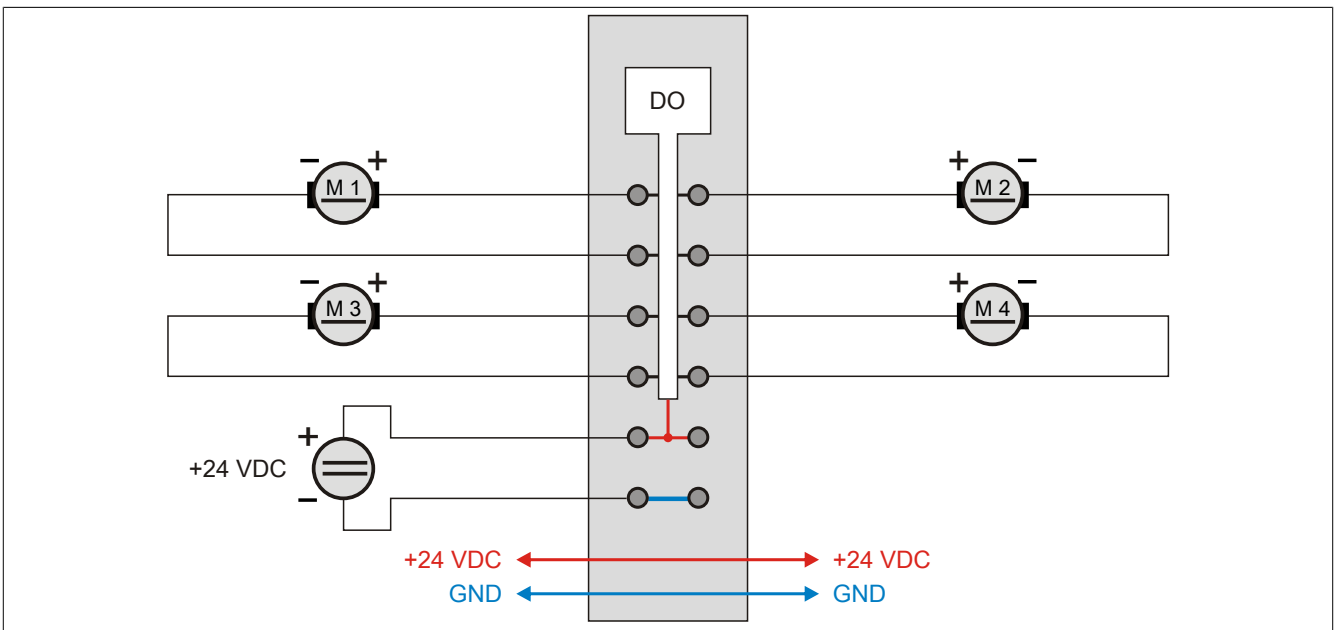 DO
− + M 1
+ − M 2
− + M 3
+ − M 4
+
+24 VDC
−
+24 VDC +24 VDC
GND GND